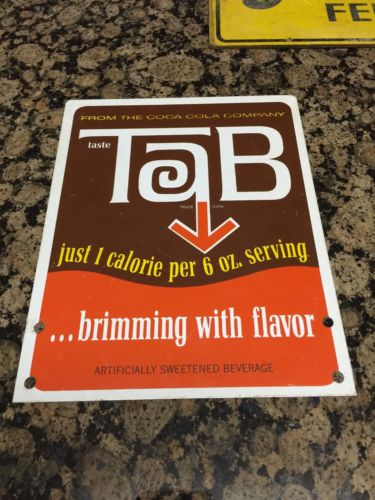 FEE
FROM THE COCA-COLA COMPANY
taste TaB
TRADE MARK
just 1 calorie per 6 oz. serving
...brimming with flavor
ARTIFICIALLY SWEETENED BEVERAGE